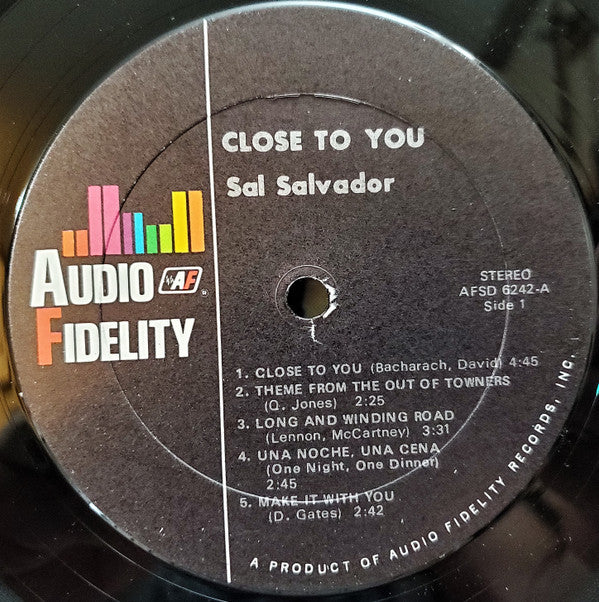 CLOSE TO YOU
Sal Salvador
AUDIO AF
FIDELITY
STEREO
AFSD 6242-A
Side 1
1. CLOSE TO YOU (Bacharach, David) 4:45
2. THEME FROM THE OUT OF TOWNERS
(Q. Jones) 2:25
3. LONG AND WINDING ROAD
(Lennon, McCartney) 3:31
4. UNA NOCHE, UNA CENA
(One Night, One Dinner)
2:45
5. MAKE IT WITH YOU
(D. Gates) 2:42
A PRODUCT OF AUDIO FIDELITY RECORDS, INC.